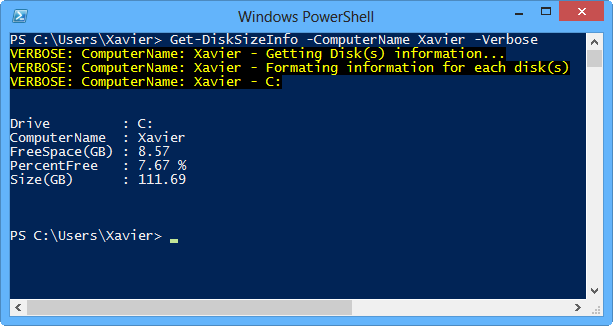 Windows PowerShell
PS C:\Users\Xavier> Get-DiskSizeInfo -ComputerName Xavier -Verbose
VERBOSE: ComputerName: Xavier - Getting Disk(s) information...
VERBOSE: ComputerName: Xavier - Formating information for each disk(s)
VERBOSE: ComputerName: Xavier - C:
Drive         : C:
ComputerName  : Xavier
FreeSpace(GB) : 8.57
PercentFree   : 7.67 %
Size(GB)      : 111.69
PS C:\Users\Xavier>